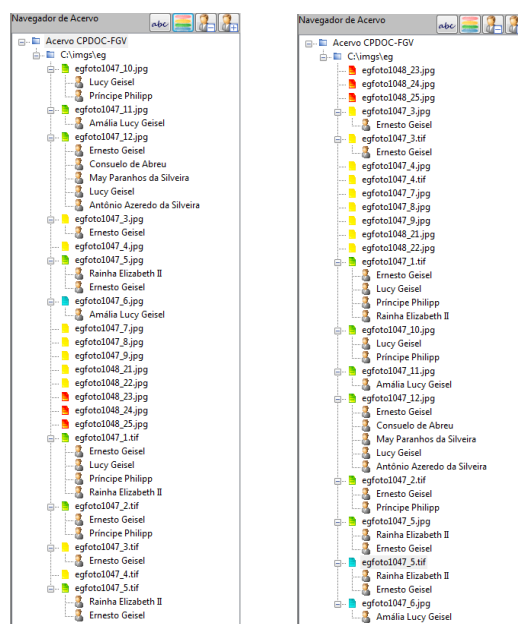 Navegador de Acervo
abc
Acervo CPDOC-FGV
C:\imgs\eg
egfoto1047_10.jpg
Lucy Geisel
Príncipe Philipp
egfoto1047_11.jpg
Amália Lucy Geisel
egfoto1047_12.jpg
Ernesto Geisel
Consuelo de Abreu
May Paranhos da Silveira
Lucy Geisel
Antônio Azeredo da Silveira
egfoto1047_3.jpg
Ernesto Geisel
egfoto1047_4.jpg
egfoto1047_5.jpg
Rainha Elizabeth II
Ernesto Geisel
egfoto1047_6.jpg
Amália Lucy Geisel
egfoto1047_7.jpg
egfoto1047_8.jpg
egfoto1047_9.jpg
egfoto1048_21.jpg
egfoto1048_22.jpg
egfoto1048_23.jpg
egfoto1048_24.jpg
egfoto1048_25.jpg
egfoto1047_1.tif
Ernesto Geisel
Lucy Geisel
Príncipe Philipp
Rainha Elizabeth II
egfoto1047_2.tif
Ernesto Geisel
Príncipe Philipp
egfoto1047_3.tif
Ernesto Geisel
egfoto1047_4.tif
egfoto1047_5.tif
Rainha Elizabeth II
Ernesto Geisel
Navegador de Acervo
abc
Acervo CPDOC-FGV
C:\imgs\eg
egfoto1048_23.jpg
egfoto1048_24.jpg
egfoto1048_25.jpg
egfoto1047_3.jpg
Ernesto Geisel
egfoto1047_3.tif
Ernesto Geisel
egfoto1047_4.jpg
egfoto1047_4.tif
egfoto1047_7.jpg
egfoto1047_8.jpg
egfoto1047_9.jpg
egfoto1048_21.jpg
egfoto1048_22.jpg
egfoto1047_1.tif
Ernesto Geisel
Lucy Geisel
Príncipe Philipp
Rainha Elizabeth II
egfoto1047_10.jpg
Lucy Geisel
Príncipe Philipp
egfoto1047_11.jpg
Amália Lucy Geisel
egfoto1047_12.jpg
Ernesto Geisel
Consuelo de Abreu
May Paranhos da Silveira
Lucy Geisel
Antônio Azeredo da Silveira
egfoto1047_2.tif
Ernesto Geisel
Príncipe Philipp
egfoto1047_5.jpg
Rainha Elizabeth II
Ernesto Geisel
egfoto1047_5.tif
Rainha Elizabeth II
Ernesto Geisel
egfoto1047_6.jpg
Amália Lucy Geisel